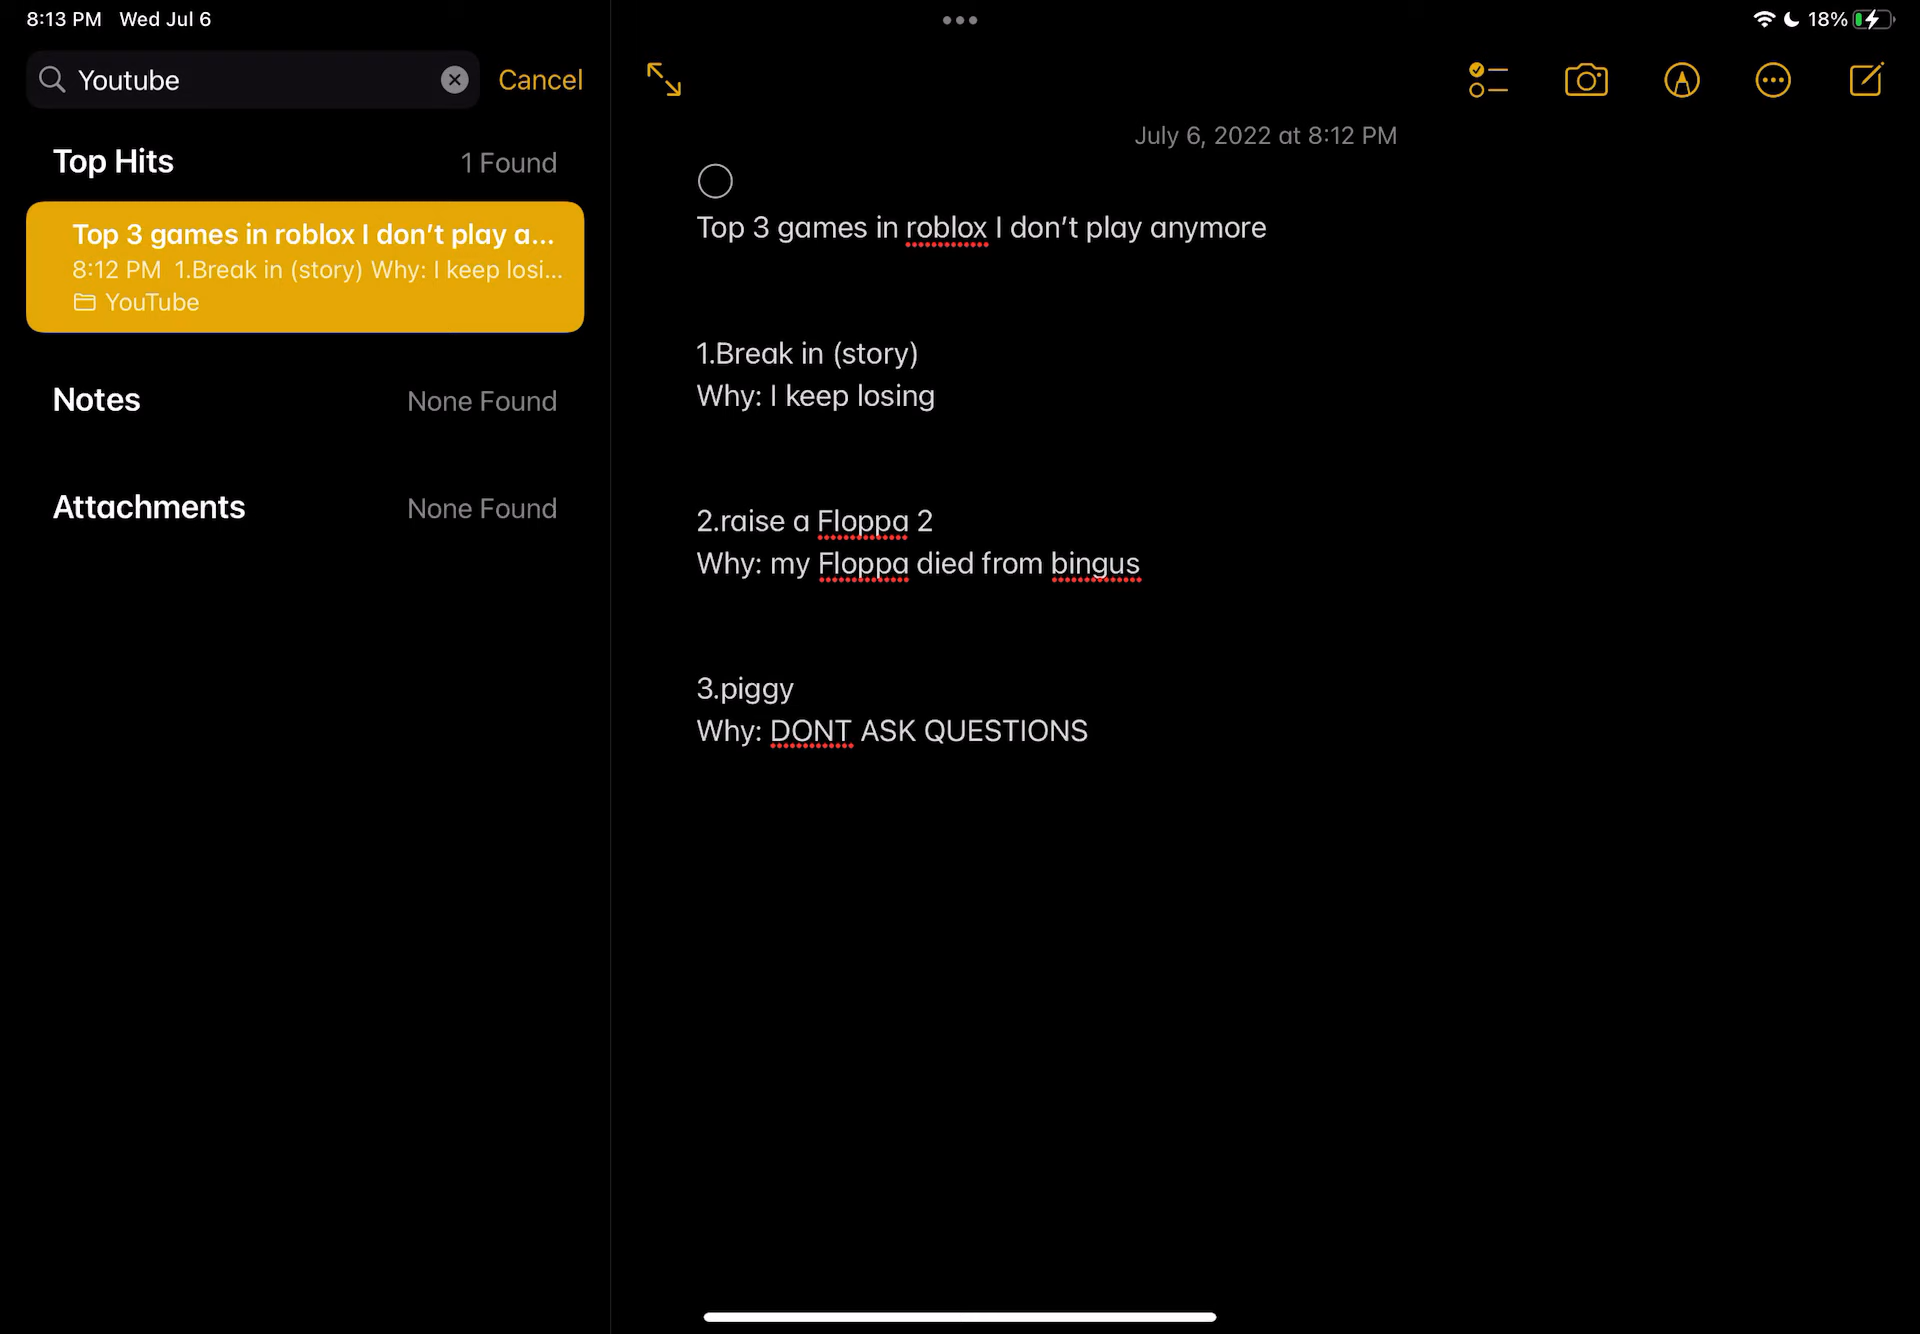 8:13 PM Wed Jul 6
18%
Youtube
Cancel
Top Hits
1 Found
Top 3 games in roblox I don’t play a...
8:12 PM 1.Break in (story) Why: I keep losi...
YouTube
Notes
None Found
Attachments
None Found
July 6, 2022 at 8:12 PM
Top 3 games in roblox I don’t play anymore
1.Break in (story)
Why: I keep losing
2.raise a Floppa 2
Why: my Floppa died from bingus
3.piggy
Why: DONT ASK QUESTIONS